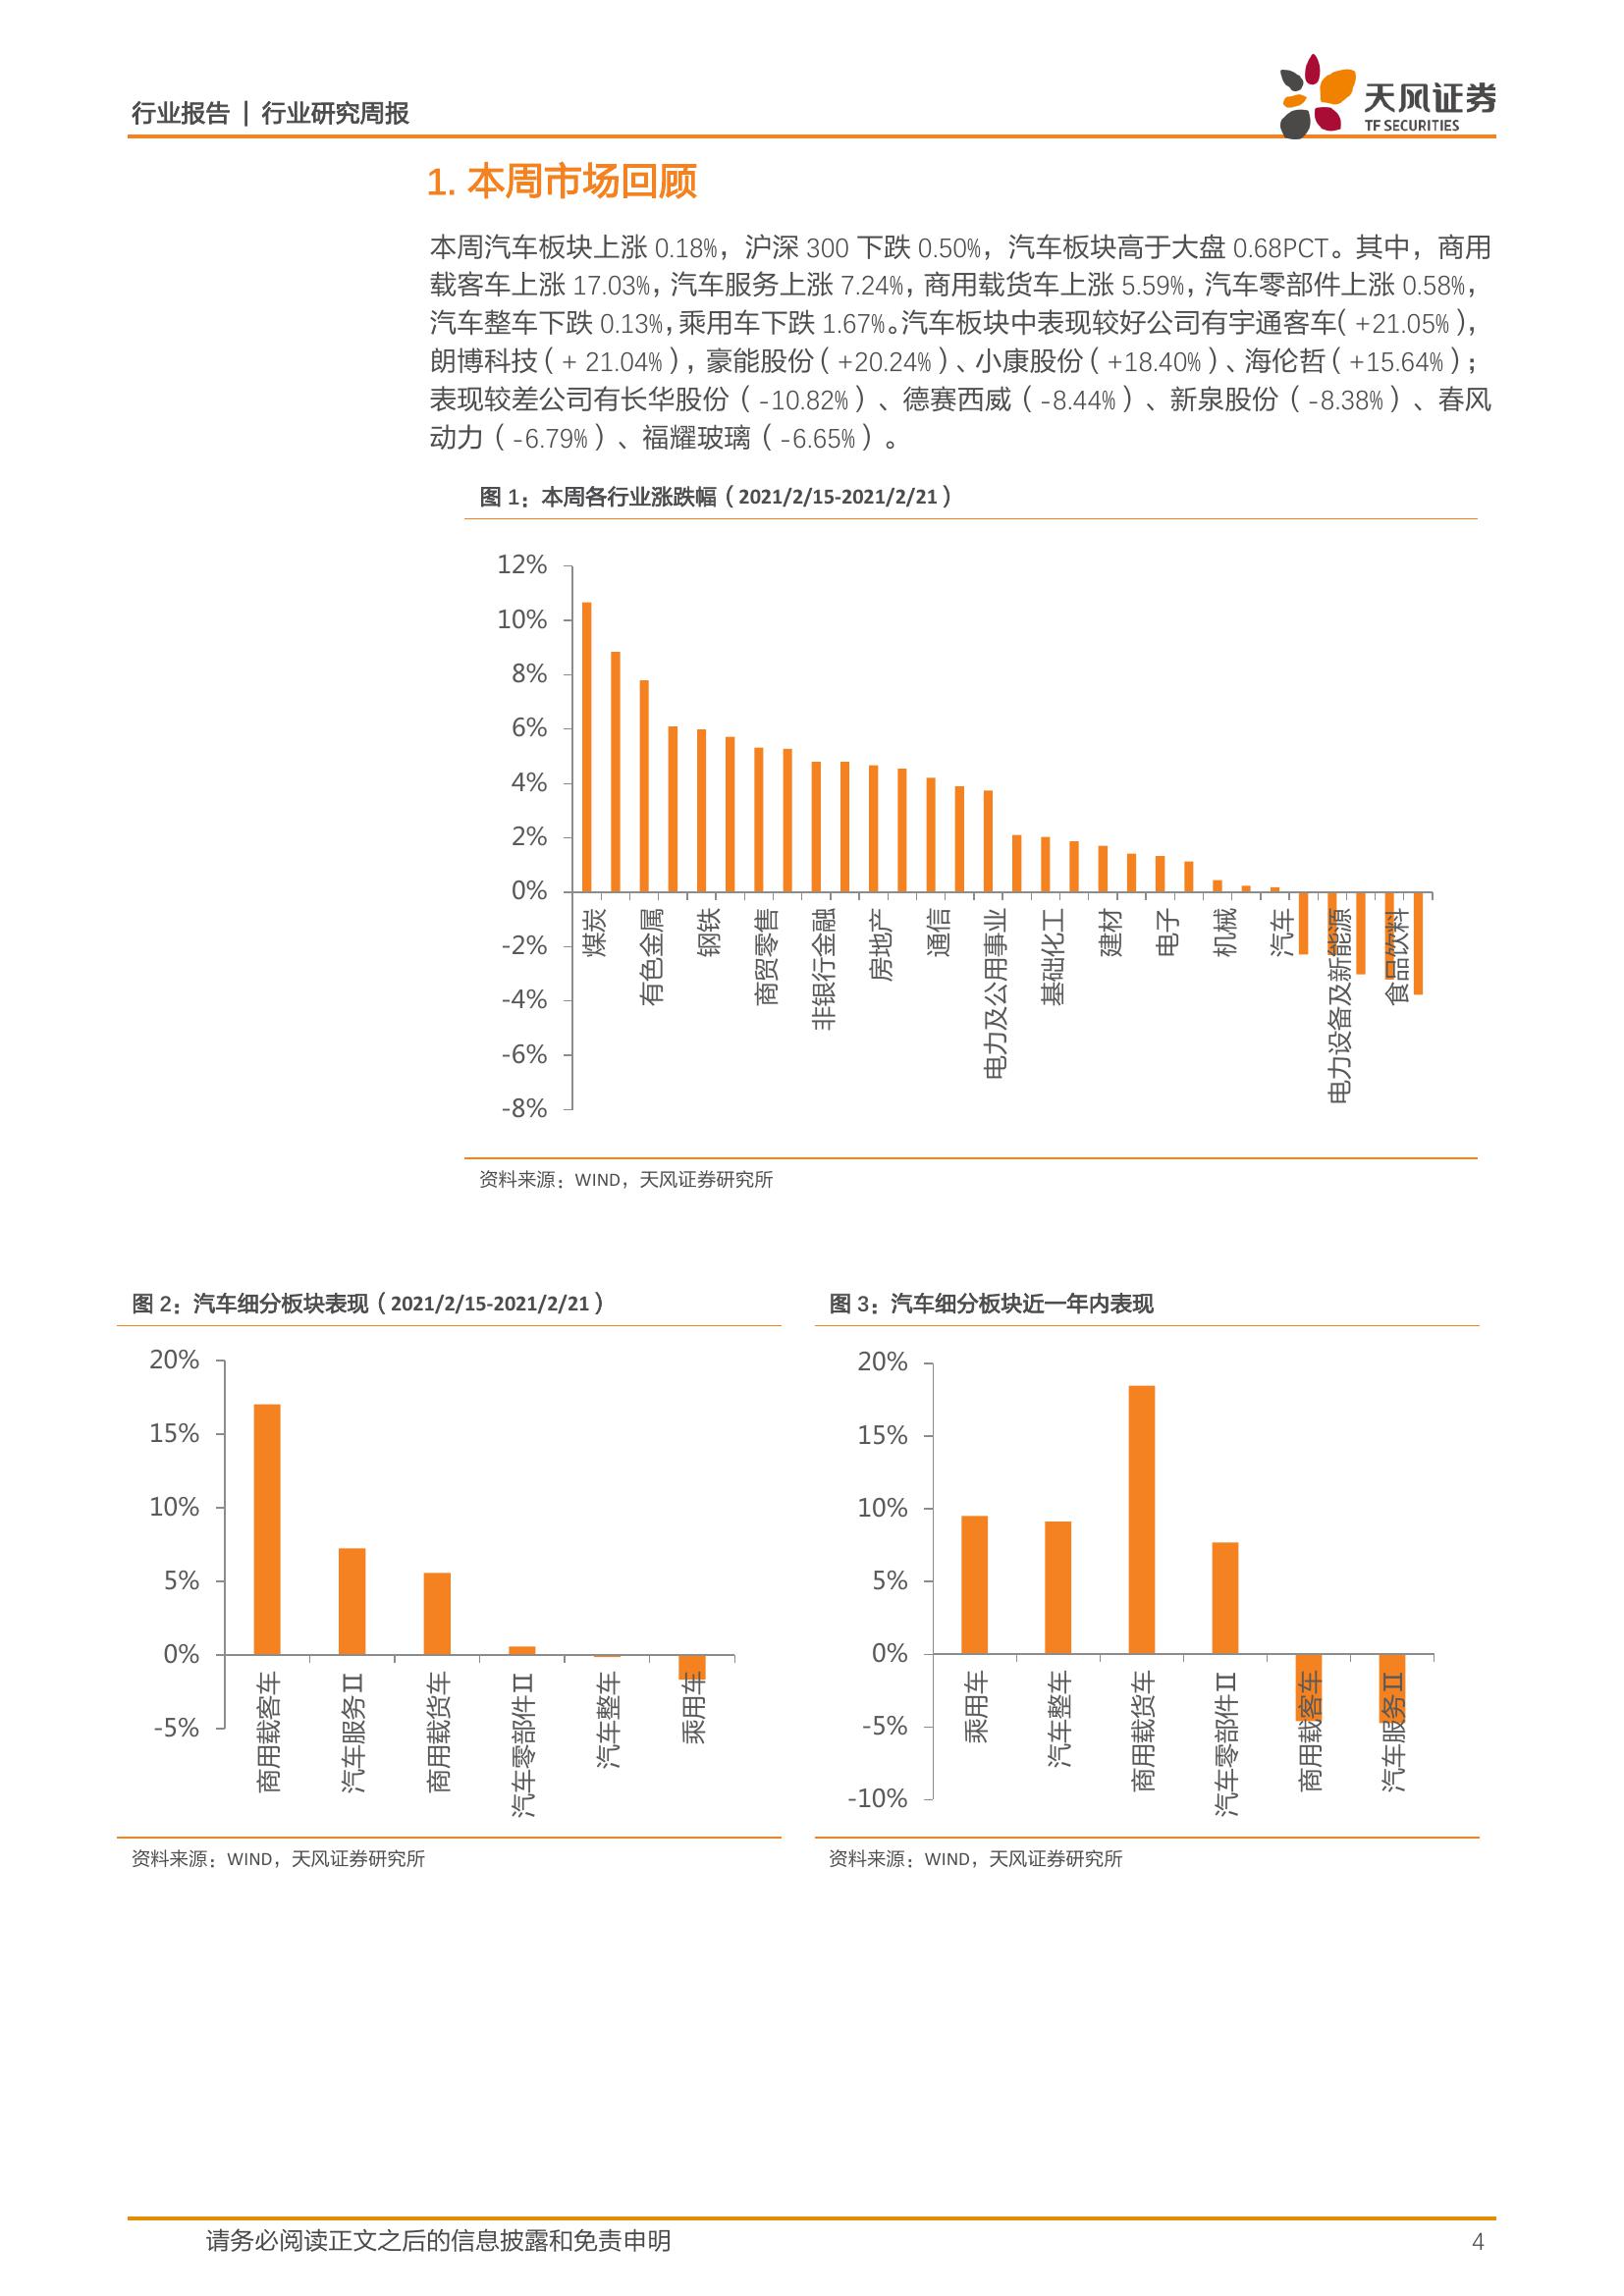 行业报告 | 行业研究周报
天风证券
TF SECURITIES
1. 本周市场回顾
本周汽车板块上涨 0.18%，沪深 300 下跌 0.50%，汽车板块高于大盘 0.68PCT。其中，商用
载客车上涨 17.03%，汽车服务上涨 7.24%，商用载货车上涨 5.59%，汽车零部件上涨 0.58%，
汽车整车下跌 0.13%，乘用车下跌 1.67%。汽车板块中表现较好公司有宇通客车（+21.05%），
朗博科技（+ 21.04%），豪能股份（+20.24%）、小康股份（+18.40%）、海伦哲（+15.64%）；
表现较差公司有长华股份（-10.82%）、德赛西威（-8.44%）、新泉股份（-8.38%）、春风
动力（-6.79%）、福耀玻璃（-6.65%）。
图 1：本周各行业涨跌幅（2021/2/15-2021/2/21）
12%
10%
8%
6%
4%
2%
0%
-2%
-4%
-6%
-8%
煤炭
有色金属
钢铁
商贸零售
非银行金融
房地产
通信
电力及公用事业
基础化工
建材
电子
机械
汽车
电力设备及新能源
食品饮料
资料来源：WIND，天风证券研究所
图 2：汽车细分板块表现（2021/2/15-2021/2/21）
20%
15%
10%
5%
0%
-5%
商用载客车
汽车服务Ⅱ
商用载货车
汽车零部件Ⅱ
汽车整车
乘用车
资料来源：WIND，天风证券研究所
图 3：汽车细分板块近一年内表现
20%
15%
10%
5%
0%
-5%
-10%
乘用车
汽车整车
商用载货车
汽车零部件Ⅱ
商用载客车
汽车服务Ⅱ
资料来源：WIND，天风证券研究所
请务必阅读正文之后的信息披露和免责申明
4